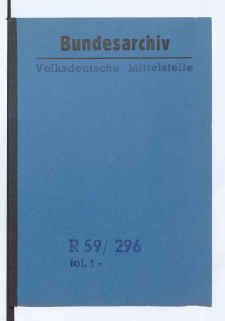 Bundesarchiv
Volksdeutsche Mittelstelle
R 59/ 296
fol. 1-